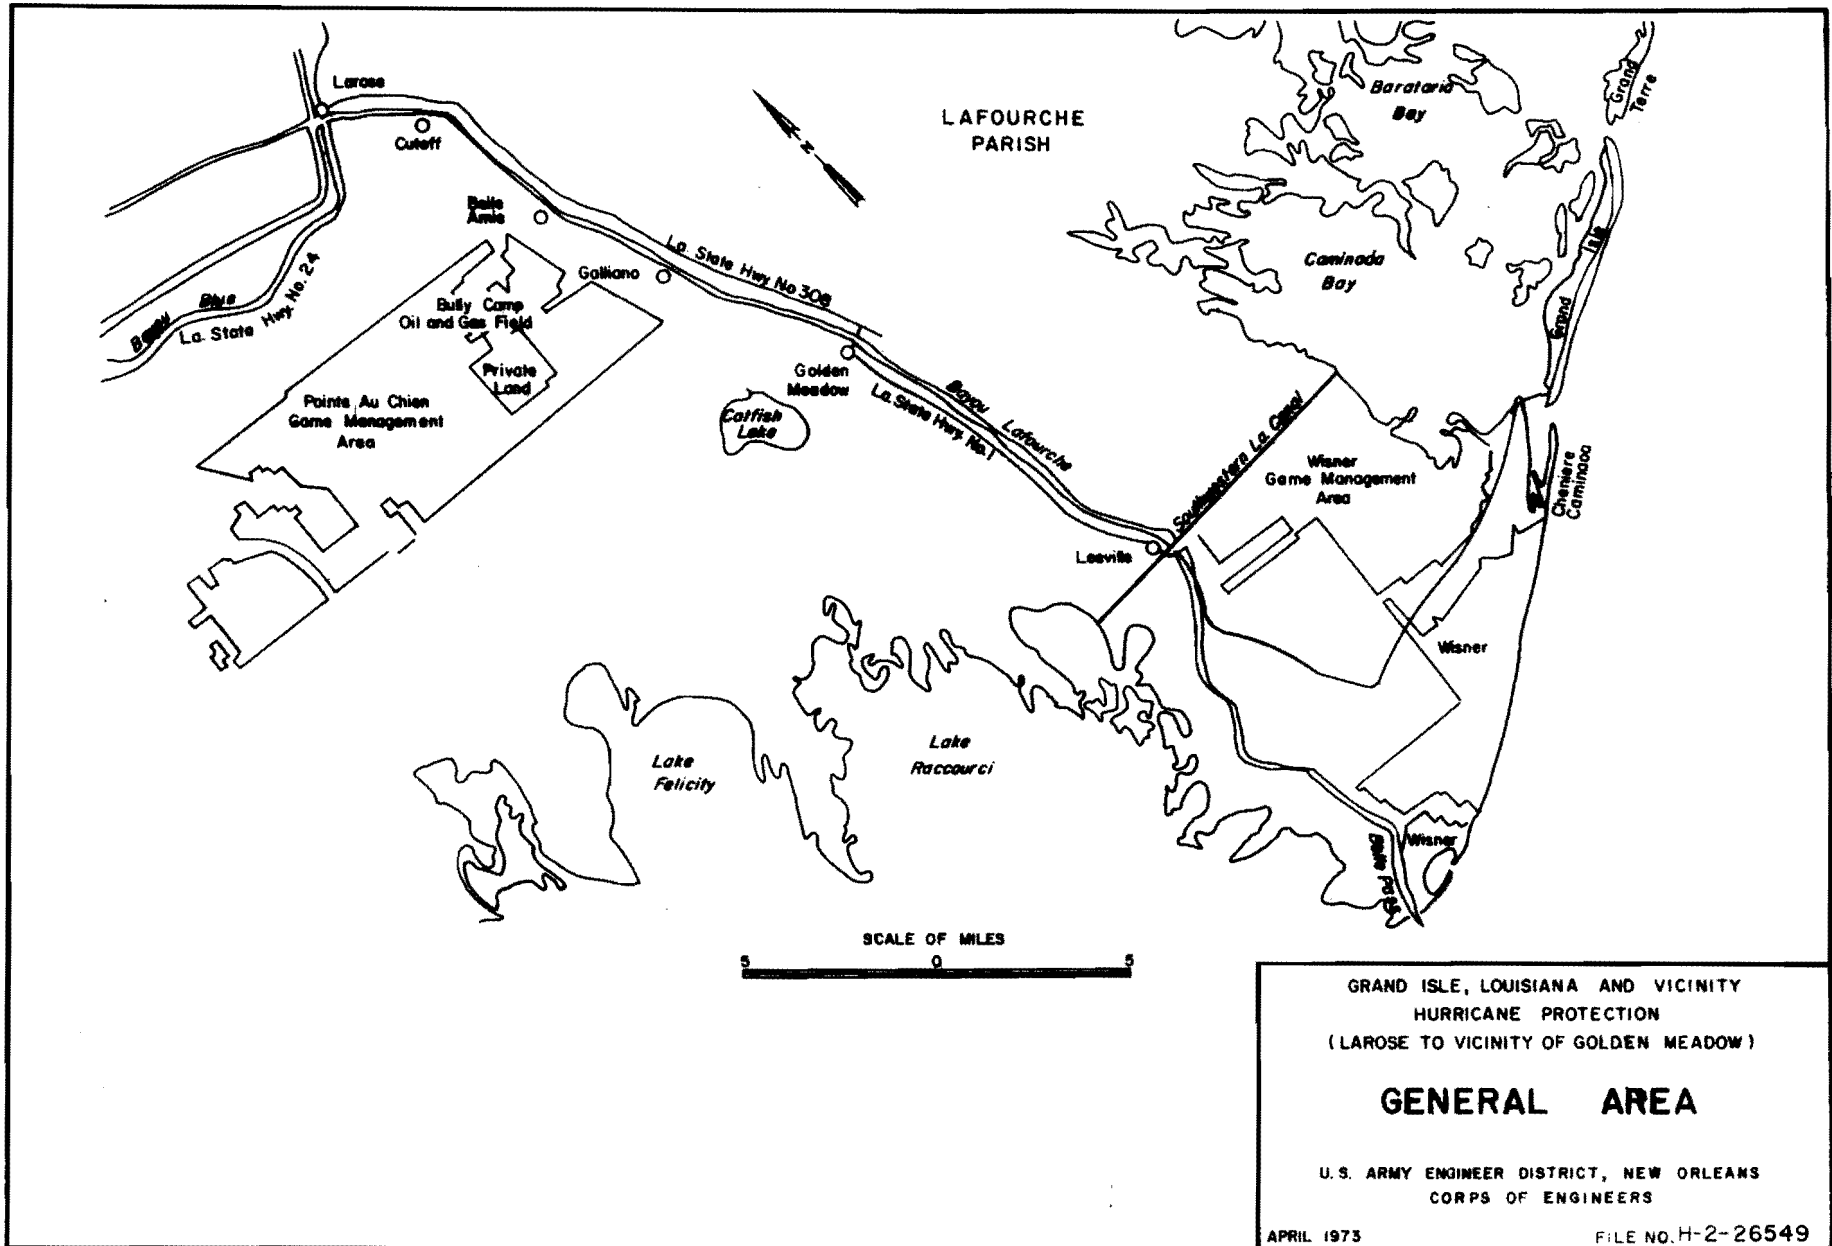 Larose
Cutoff
LAFOURCHE
PARISH
Barataria
Bay
Grand
Terre
N
Belle
Amie
La. State Hwy No 308
Galliano
Bully Camp
Oil and Gas Field
Bayou Blue
La. State Hwy. No. 24
Private
Land
Pointe Au Chien
Game Management
Area
Golden
Meadow
Catfish
Lake
La. State Hwy. No. 1
Bayou Lafourche
Caminada
Bay
Grand Isle
Southwestern La. Canal
Wisner
Game Management
Area
Cheniere
Caminada
Leeville
Wisner
Lake
Felicity
Lake
Raccourci
Wisner
Belle Pass
SCALE OF MILES
5 0 5
GRAND ISLE, LOUISIANA AND VICINITY
HURRICANE PROTECTION
(LAROSE TO VICINITY OF GOLDEN MEADOW)
GENERAL AREA
U.S. ARMY ENGINEER DISTRICT, NEW ORLEANS
CORPS OF ENGINEERS
APRIL 1973 FILE NO. H-2-26549